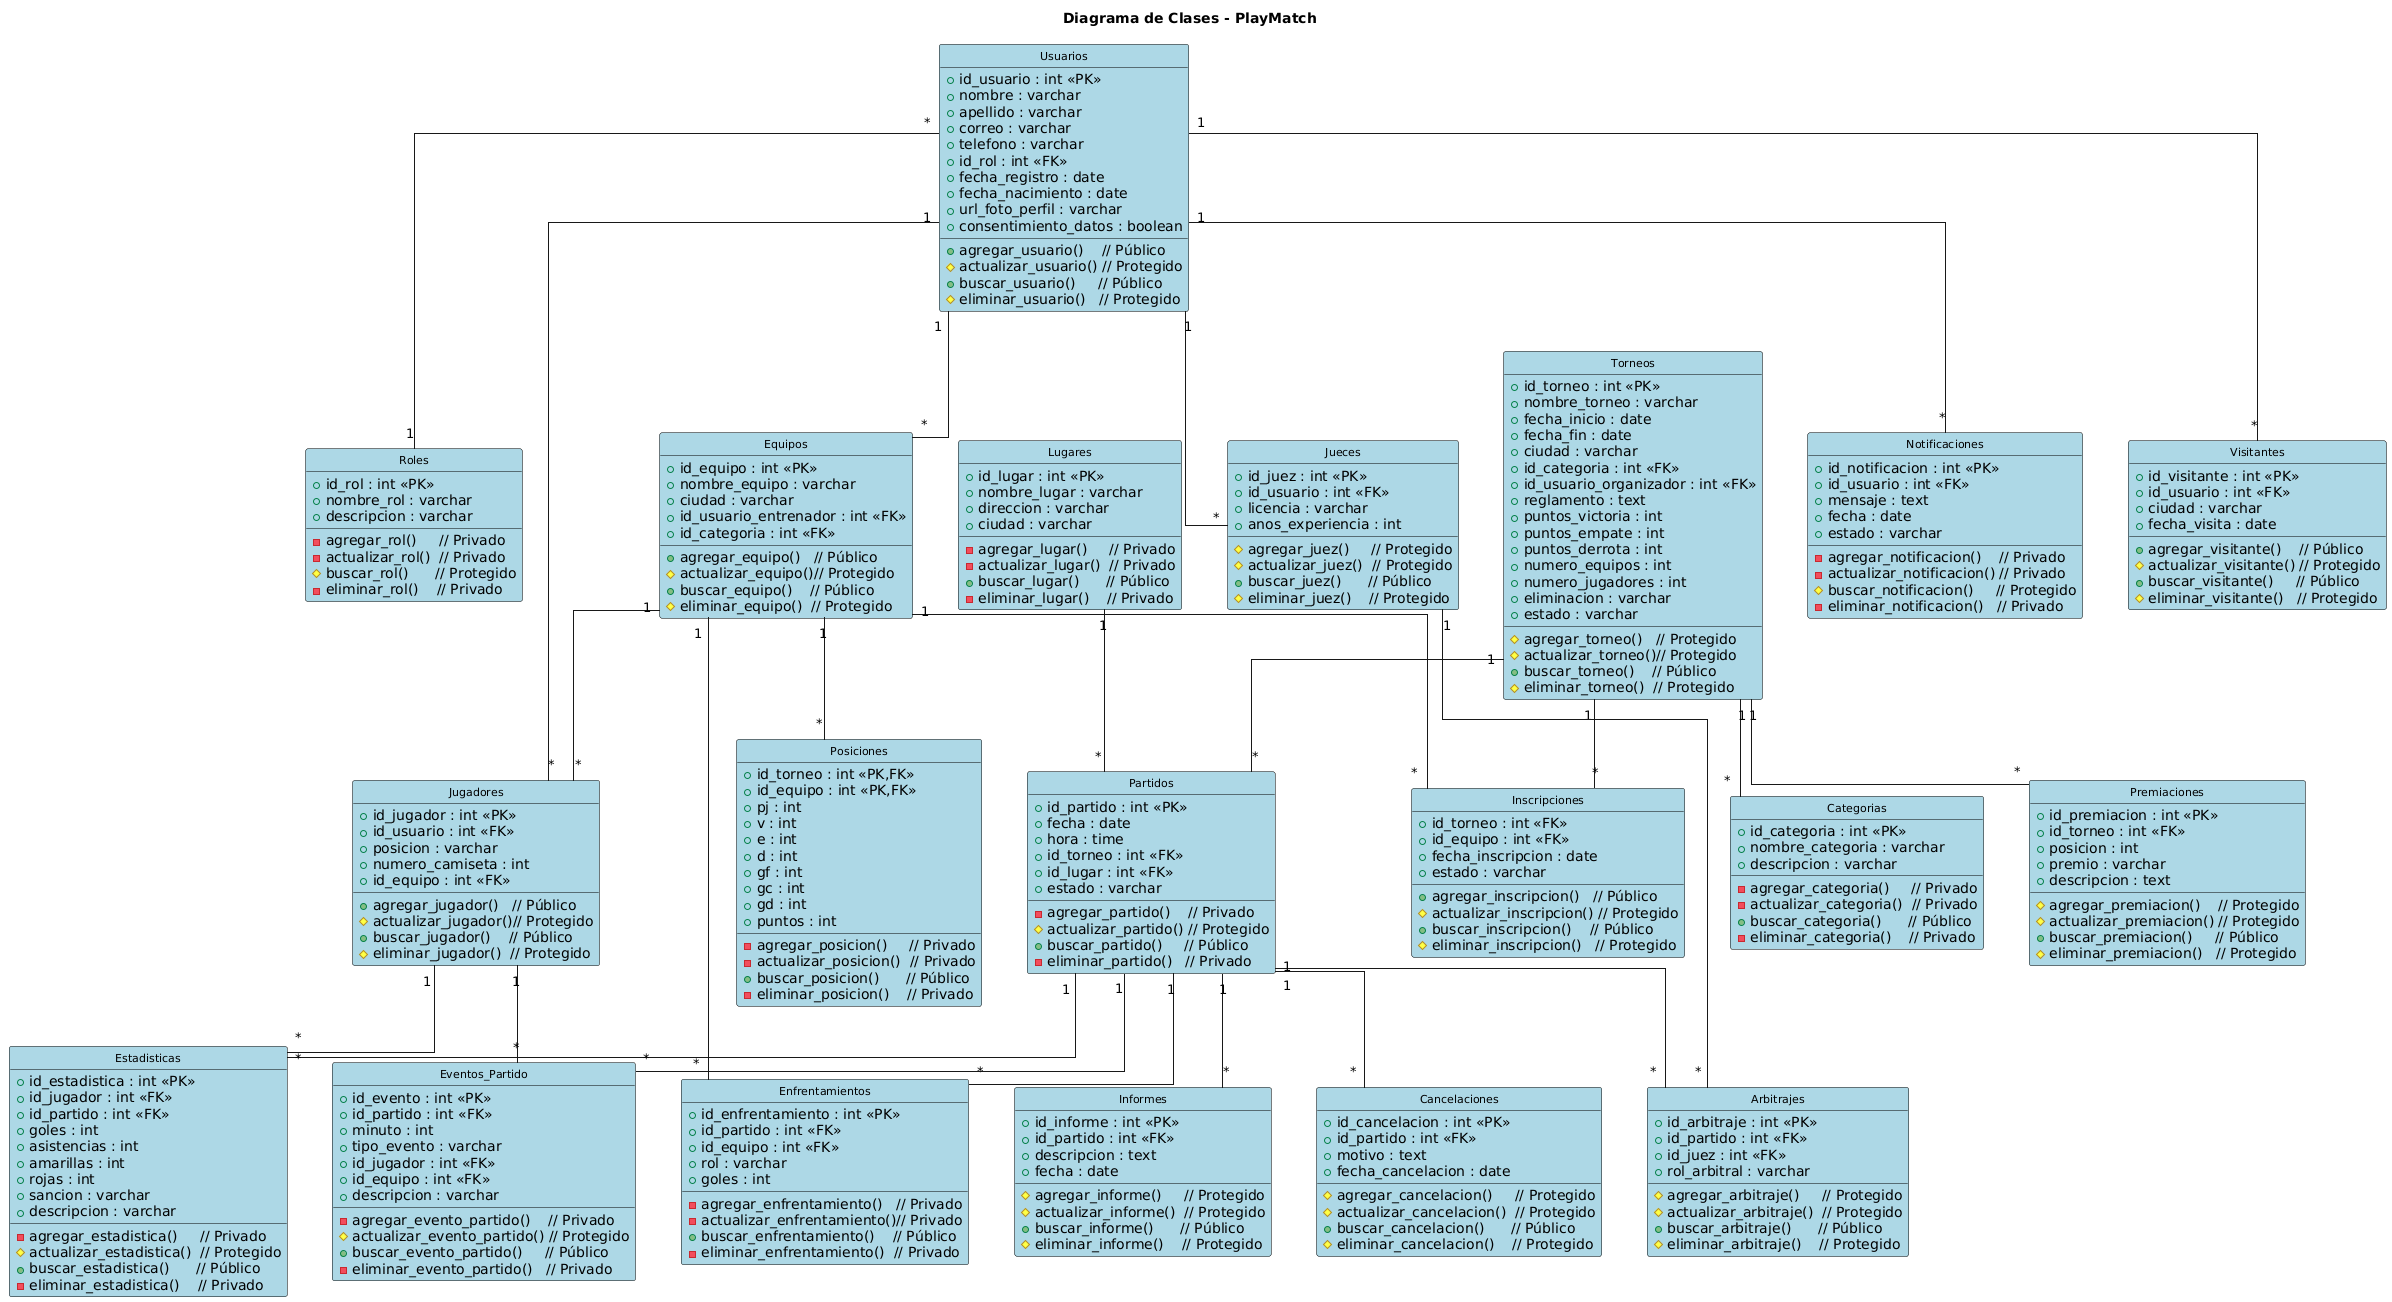 Diagrama de Clases - PlayMatch
Usuarios
id_usuario : int «PK»
nombre : varchar
apellido : varchar
correo : varchar
telefono : varchar
id_rol : int «FK»
fecha_registro : date
fecha_nacimiento : date
url_foto_perfil : varchar
consentimiento_datos : boolean
agregar_usuario() // Público
actualizar_usuario() // Protegido
buscar_usuario() // Público
eliminar_usuario() // Protegido
* 1
1 1
1 1
Roles
id_rol : int «PK»
nombre_rol : varchar
descripcion : varchar
agregar_rol() // Privado
actualizar_rol() // Privado
buscar_rol() // Protegido
eliminar_rol() // Privado
1
Equipos
id_equipo : int «PK»
nombre_equipo : varchar
ciudad : varchar
id_usuario_entrenador : int «FK»
id_categoria : int «FK»
agregar_equipo() // Público
actualizar_equipo()// Protegido
buscar_equipo() // Público
eliminar_equipo() // Protegido
*
1 1
1 1
Lugares
id_lugar : int «PK»
nombre_lugar : varchar
direccion : varchar
ciudad : varchar
agregar_lugar() // Privado
actualizar_lugar() // Privado
buscar_lugar() // Público
eliminar_lugar() // Privado
1
Jueces
id_juez : int «PK»
id_usuario : int «FK»
licencia : varchar
anos_experiencia : int
agregar_juez() // Protegido
actualizar_juez() // Protegido
buscar_juez() // Público
eliminar_juez() // Protegido
*
1
Torneos
id_torneo : int «PK»
nombre_torneo : varchar
fecha_inicio : date
fecha_fin : date
ciudad : varchar
id_categoria : int «FK»
id_usuario_organizador : int «FK»
reglamento : text
puntos_victoria : int
puntos_empate : int
puntos_derrota : int
numero_equipos : int
numero_jugadores : int
eliminacion : varchar
estado : varchar
agregar_torneo() // Protegido
actualizar_torneo()// Protegido
buscar_torneo() // Público
eliminar_torneo() // Protegido
1
1 1 1
Notificaciones
id_notificacion : int «PK»
id_usuario : int «FK»
mensaje : text
fecha : date
estado : varchar
agregar_notificacion() // Privado
actualizar_notificacion() // Privado
buscar_notificacion() // Protegido
eliminar_notificacion() // Privado
*
Visitantes
id_visitante : int «PK»
id_usuario : int «FK»
ciudad : varchar
fecha_visita : date
agregar_visitante() // Público
actualizar_visitante() // Protegido
buscar_visitante() // Público
eliminar_visitante() // Protegido
*
Jugadores
id_jugador : int «PK»
id_usuario : int «FK»
posicion : varchar
numero_camiseta : int
id_equipo : int «FK»
agregar_jugador() // Público
actualizar_jugador()// Protegido
buscar_jugador() // Público
eliminar_jugador() // Protegido
* *
1 1
Posiciones
id_torneo : int «PK,FK»
id_equipo : int «PK,FK»
pj : int
v : int
e : int
d : int
gf : int
gc : int
gd : int
puntos : int
agregar_posicion() // Privado
actualizar_posicion() // Privado
buscar_posicion() // Público
eliminar_posicion() // Privado
*
Partidos
id_partido : int «PK»
fecha : date
hora : time
id_torneo : int «FK»
id_lugar : int «FK»
estado : varchar
agregar_partido() // Privado
actualizar_partido() // Protegido
buscar_partido() // Público
eliminar_partido() // Privado
* *
1
1 1 1 1 1
Inscripciones
id_torneo : int «FK»
id_equipo : int «FK»
fecha_inscripcion : date
estado : varchar
agregar_inscripcion() // Público
actualizar_inscripcion() // Protegido
buscar_inscripcion() // Público
eliminar_inscripcion() // Protegido
* *
Categorias
id_categoria : int «PK»
nombre_categoria : varchar
descripcion : varchar
agregar_categoria() // Privado
actualizar_categoria() // Privado
buscar_categoria() // Público
eliminar_categoria() // Privado
*
Premiaciones
id_premiacion : int «PK»
id_torneo : int «FK»
posicion : int
premio : varchar
descripcion : text
agregar_premiacion() // Protegido
actualizar_premiacion() // Protegido
buscar_premiacion() // Público
eliminar_premiacion() // Protegido
*
Estadisticas
id_estadistica : int «PK»
id_jugador : int «FK»
id_partido : int «FK»
goles : int
asistencias : int
amarillas : int
rojas : int
sancion : varchar
descripcion : varchar
agregar_estadistica() // Privado
actualizar_estadistica() // Protegido
buscar_estadistica() // Público
eliminar_estadistica() // Privado
*
*
Eventos_Partido
id_evento : int «PK»
id_partido : int «FK»
minuto : int
tipo_evento : varchar
id_jugador : int «FK»
id_equipo : int «FK»
descripcion : varchar
agregar_evento_partido() // Privado
actualizar_evento_partido() // Protegido
buscar_evento_partido() // Público
eliminar_evento_partido() // Privado
*
*
Enfrentamientos
id_enfrentamiento : int «PK»
id_partido : int «FK»
id_equipo : int «FK»
rol : varchar
goles : int
agregar_enfrentamiento() // Privado
actualizar_enfrentamiento()// Privado
buscar_enfrentamiento() // Público
eliminar_enfrentamiento() // Privado
*
*
Informes
id_informe : int «PK»
id_partido : int «FK»
descripcion : text
fecha : date
agregar_informe() // Protegido
actualizar_informe() // Protegido
buscar_informe() // Público
eliminar_informe() // Protegido
*
Cancelaciones
id_cancelacion : int «PK»
id_partido : int «FK»
motivo : text
fecha_cancelacion : date
agregar_cancelacion() // Protegido
actualizar_cancelacion() // Protegido
buscar_cancelacion() // Público
eliminar_cancelacion() // Protegido
*
Arbitrajes
id_arbitraje : int «PK»
id_partido : int «FK»
id_juez : int «FK»
rol_arbitral : varchar
agregar_arbitraje() // Protegido
actualizar_arbitraje() // Protegido
buscar_arbitraje() // Público
eliminar_arbitraje() // Protegido
* *